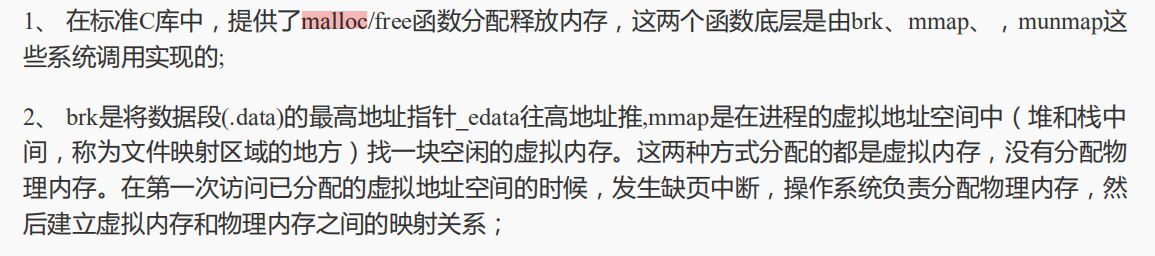 1、 在标准C库中，提供了malloc/free函数分配释放内存，这两个函数底层是由brk、mmap、，munmap这
些系统调用实现的;
2、 brk是将数据段(.data)的最高地址指针_edata往高地址推,mmap是在进程的虚拟地址空间中（堆和栈中
间，称为文件映射区域的地方）找一块空闲的虚拟内存。这两种方式分配的都是虚拟内存，没有分配物
理内存。在第一次访问已分配的虚拟地址空间的时候，发生缺页中断，操作系统负责分配物理内存，然
后建立虚拟内存和物理内存之间的映射关系；